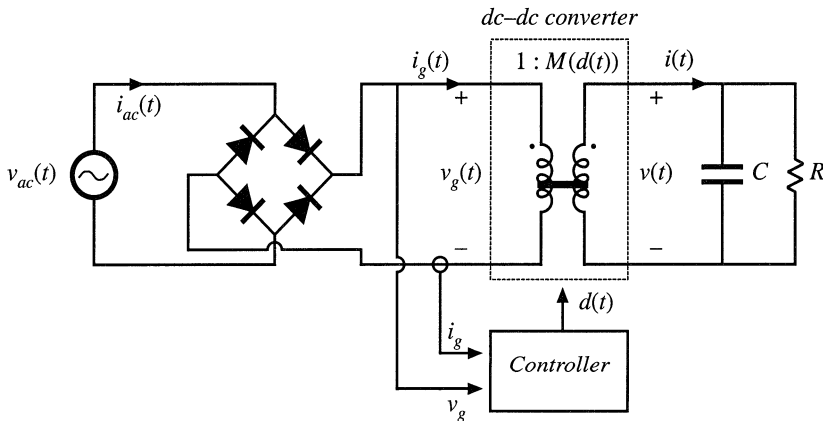 dc–dc converter
1 : M(d(t))
i_g(t)
i(t)
i_ac(t)
+
+
v_ac(t)
v_g(t)
v(t)
C
R
–
–
d(t)
i_g
Controller
v_g